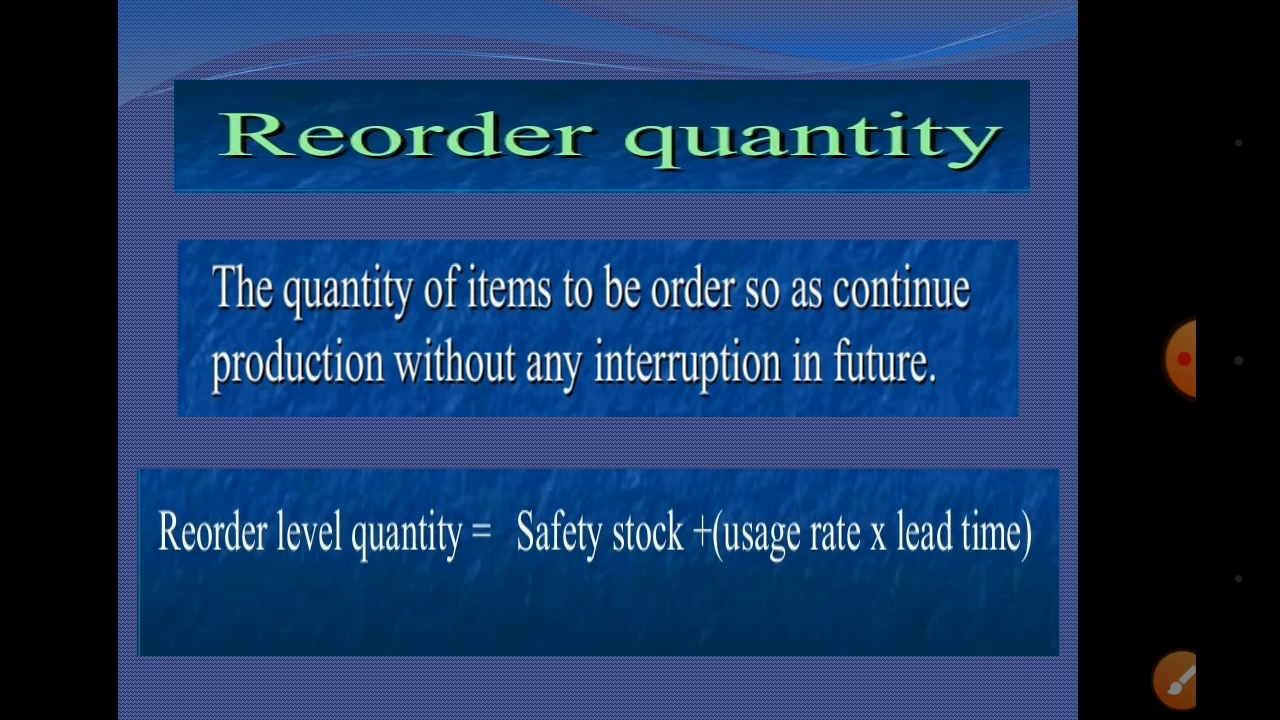 Reorder quantity
The quantity of items to be order so as continue
production without any interruption in future.
Reorder level quantity = Safety stock +(usage rate x lead time)